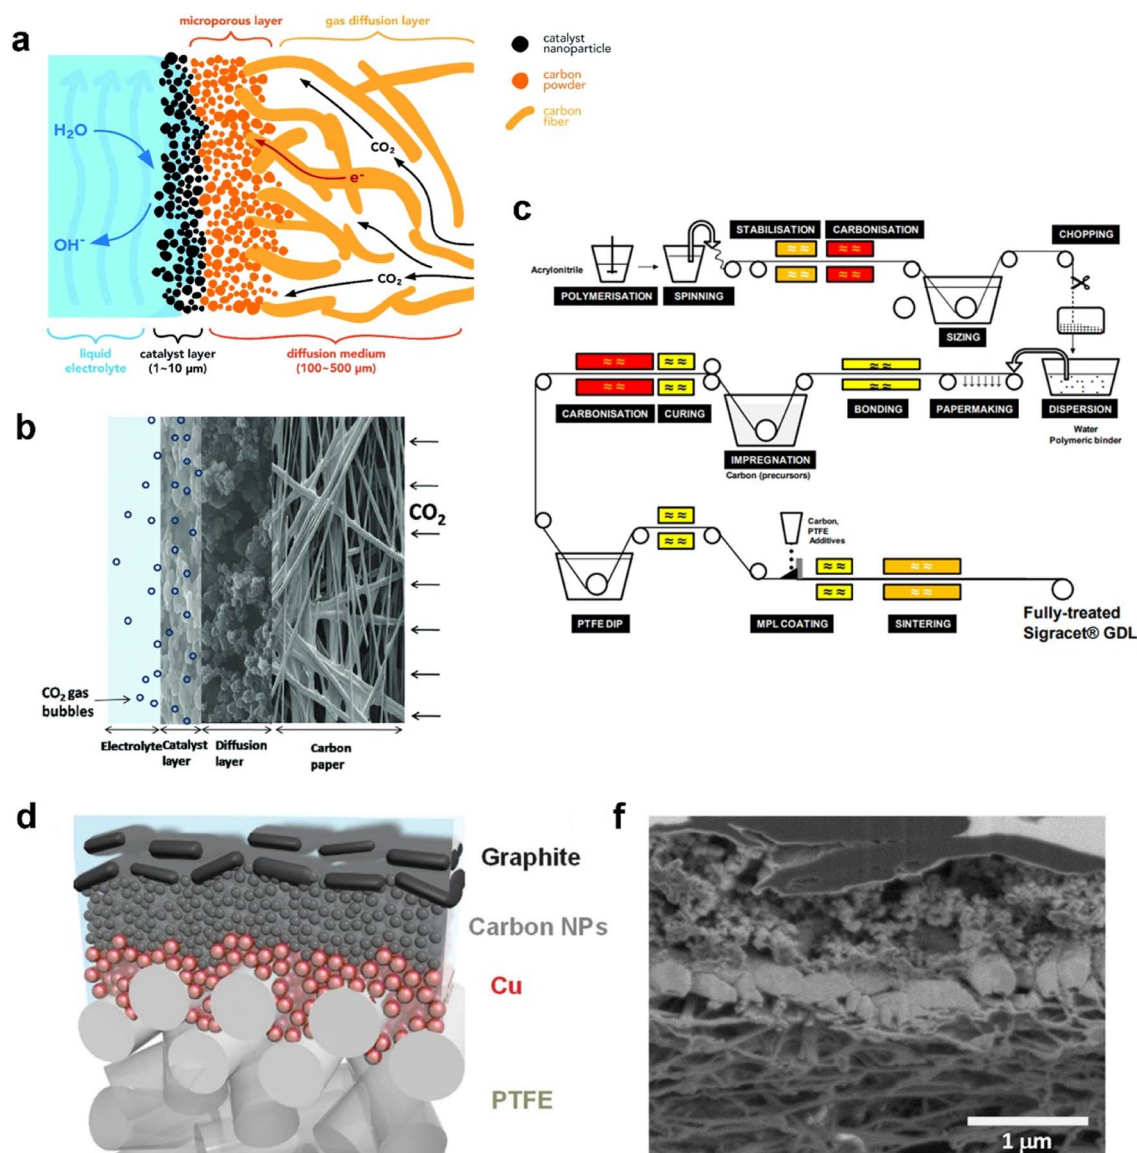 a
microporous layer
gas diffusion layer
catalyst
nanoparticle
carbon
powder
carbon
fiber
H₂O
OH⁻
CO₂
e⁻
CO₂
liquid
electrolyte
catalyst layer
(1~10 μm)
diffusion medium
(100~500 μm)
b
CO₂
CO₂ gas
bubbles
Electrolyte
Catalyst
layer
Diffusion
layer
Carbon
paper
c
STABILISATION
CARBONISATION
CHOPPING
Acrylonitrile
POLYMERISATION
SPINNING
SIZING
CARBONISATION
CURING
BONDING
PAPERMAKING
DISPERSION
Water
Polymeric binder
IMPREGNATION
Carbon (precursors)
Carbon,
PTFE
Additives
PTFE DIP
MPL COATING
SINTERING
Fully-treated
Sigracet® GDL
d
Graphite
Carbon NPs
Cu
PTFE
f
1 μm